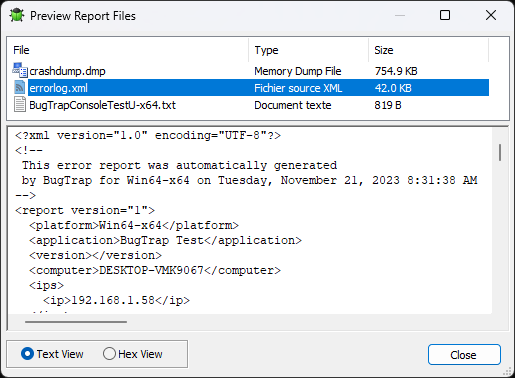 Preview Report Files
File Type Size
crashdump.dmp Memory Dump File 754.9 KB
errorlog.xml Fichier source XML 42.0 KB
BugTrapConsoleTestU-x64.txt Document texte 819 B
<?xml version="1.0" encoding="UTF-8"?>
<!--
This error report was automatically generated
by BugTrap for Win64-x64 on Tuesday, November 21, 2023 8:31:38 AM
-->
<report version="1">
<platform>Win64-x64</platform>
<application>BugTrap Test</application>
<version></version>
<computer>DESKTOP-VMK9067</computer>
<ips>
<ip>192.168.1.58</ip>
Text View Hex View Close